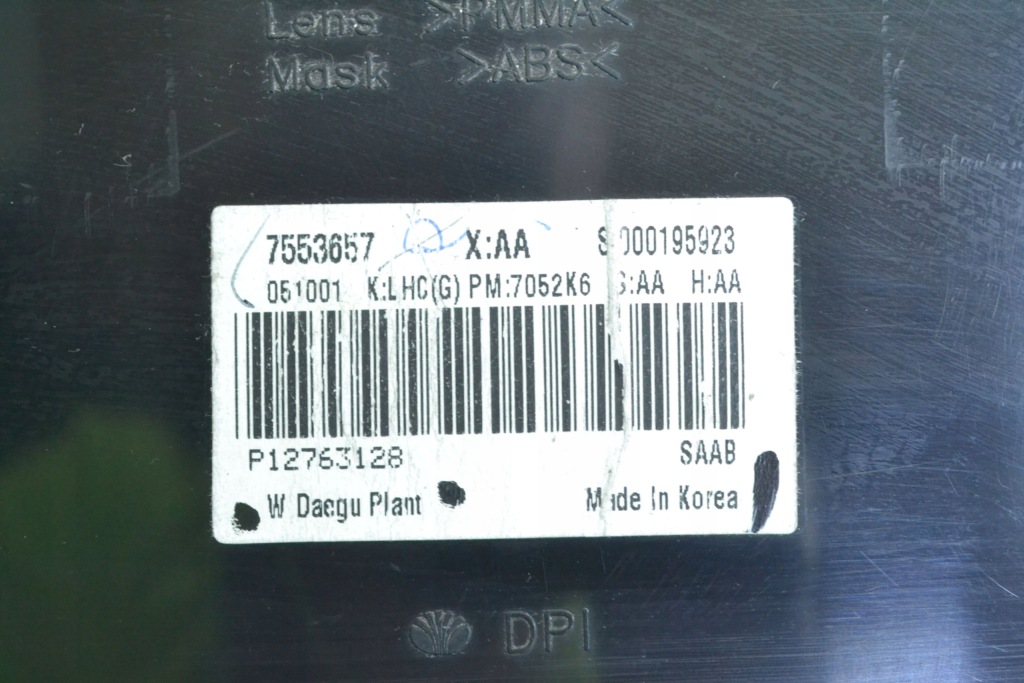 Lens >PMMA<
Mask >ABS<
7553657 X:AA S:000195923
051001 K:LHC(G) PM:7052K6 S:AA H:AA
P12763128 SAAB
W Daegu Plant Made In Korea
DPI